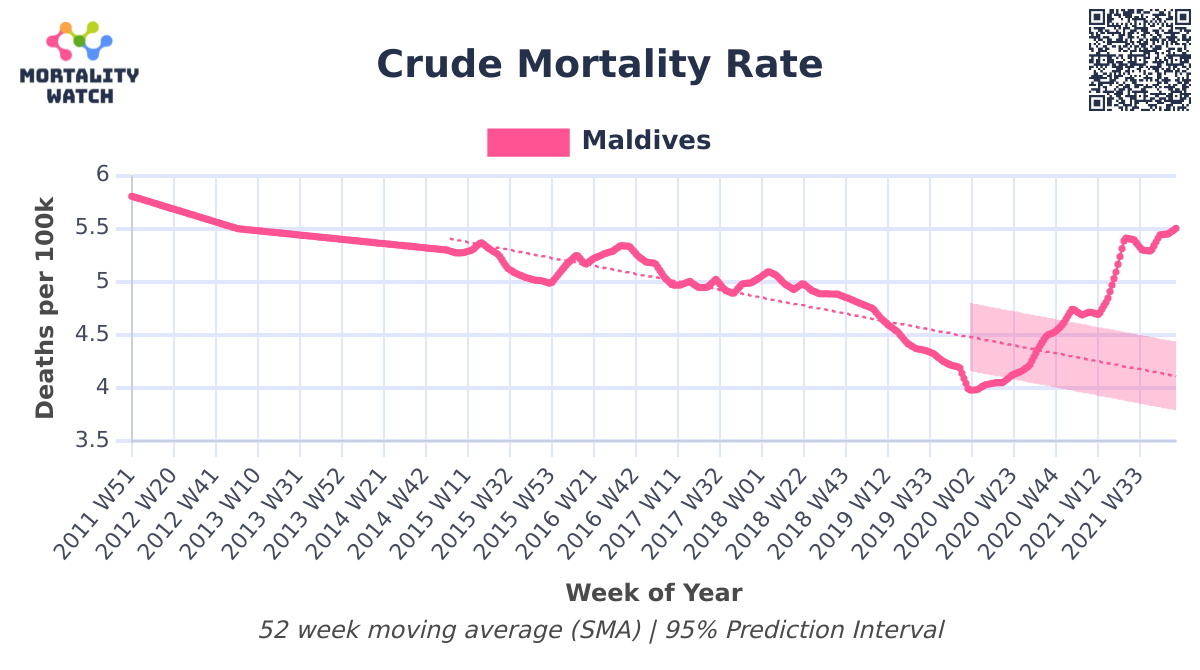 MORTALITY
WATCH
Crude Mortality Rate
Maldives
Deaths per 100k
6
5.5
5
4.5
4
3.5
2011 W51
2012 W20
2012 W41
2013 W10
2013 W31
2013 W52
2014 W21
2014 W42
2015 W11
2015 W32
2015 W53
2016 W21
2016 W42
2017 W11
2017 W32
2018 W01
2018 W22
2018 W43
2019 W12
2019 W33
2020 W02
2020 W23
2020 W44
2021 W12
2021 W33
Week of Year
52 week moving average (SMA) | 95% Prediction Interval